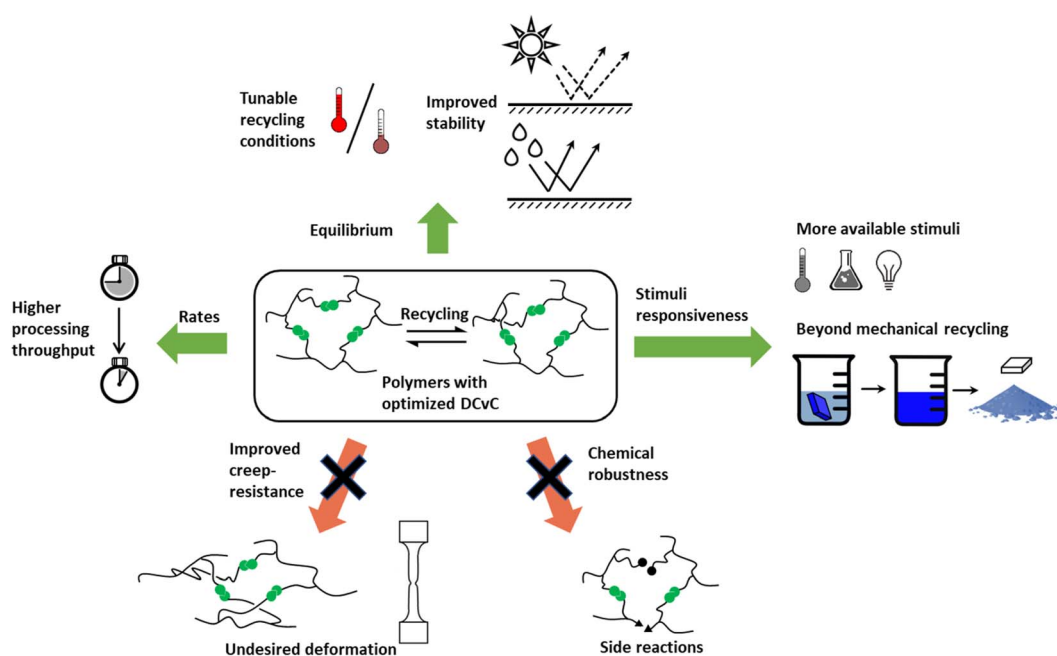 Tunable
recycling
conditions
Improved
stability
Equilibrium
More available stimuli
Higher
processing
throughput
Rates
Recycling
Polymers with
optimized DCvC
Stimuli
responsiveness
Beyond mechanical recycling
Improved
creep-
resistance
Chemical
robustness
Undesired deformation
Side reactions